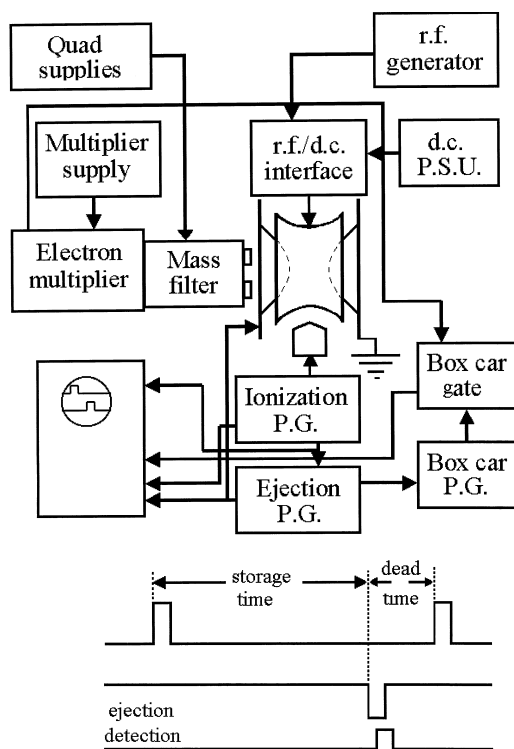 Quad
supplies
r.f.
generator
Multiplier
supply
r.f./d.c.
interface
d.c.
P.S.U.
Electron
multiplier
Mass
filter
Box car
gate
Ionization
P.G.
Box car
P.G.
Ejection
P.G.
storage
time
dead
time
ejection
detection